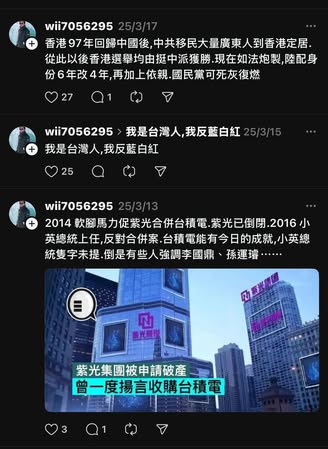 wii7056295 25/3/17
香港97年回歸中國後,中共移民大量廣東人到香港定居.
從此以後香港選舉均由挺中派獲勝.現在如法炮製,陸配身
份6年改4年,再加上依親.國民黨可死灰復燃
27 1
wii7056295 > 我是台灣人,我反藍白紅 25/3/15
我是台灣人,我反藍白紅
25
wii7056295 25/3/13
2014 軟腳馬力促紫光合併台積電.紫光已倒閉.2016 小
英總統上任,反對合併案.台積電能有今日的成就,小英總
統隻字未提.倒是有些人強調李國鼎、孫運璿⋯⋯
紫光集團
紫光集團
紫光集團被申請破產
曾一度揚言收購台積電
3 1